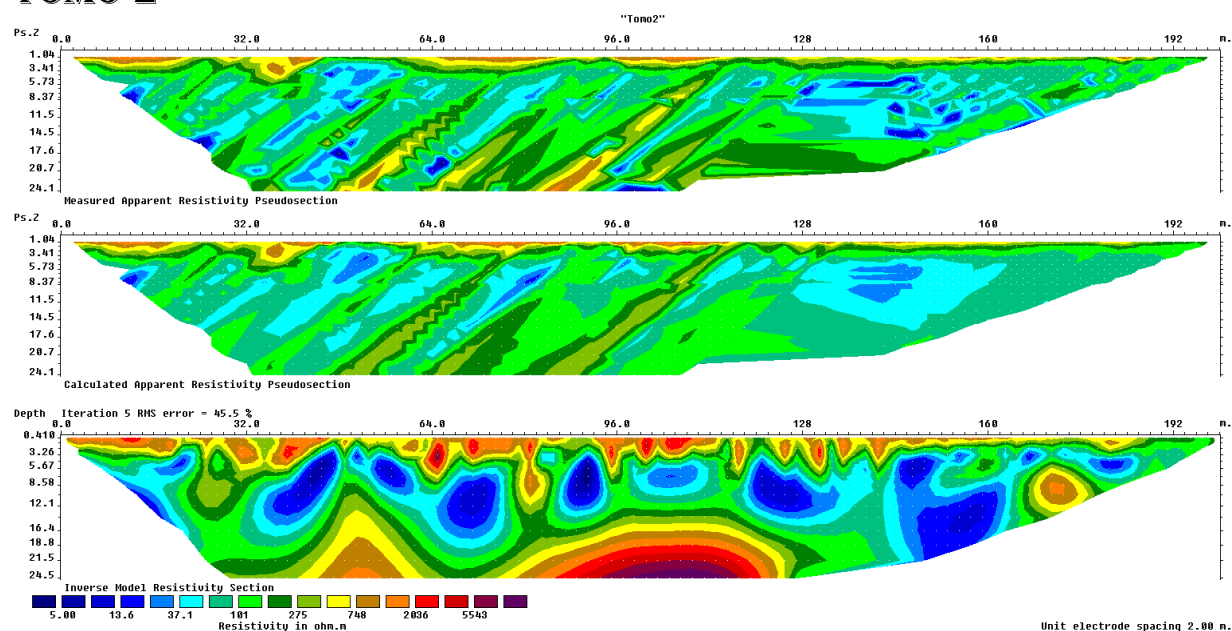 "Tomo2"
Ps.Z 0.0 32.0 64.0 96.0 128 160 192 m.
1.04
3.41
5.73
8.37
11.5
14.5
17.6
20.7
24.1
Measured Apparent Resistivity Pseudosection
Ps.Z 0.0 32.0 64.0 96.0 128 160 192 m.
1.04
3.41
5.73
8.37
11.5
14.5
17.6
20.7
24.1
Calculated Apparent Resistivity Pseudosection
Depth Iteration 5 RMS error = 45.5 %
0.0 32.0 64.0 96.0 128 160 192 m.
0.410
3.26
5.67
8.58
12.1
16.4
18.8
21.5
24.5
Inverse Model Resistivity Section
5.00 13.6 37.1 101 275 748 2036 5543
Resistivity in ohm.m
Unit electrode spacing 2.00 m.